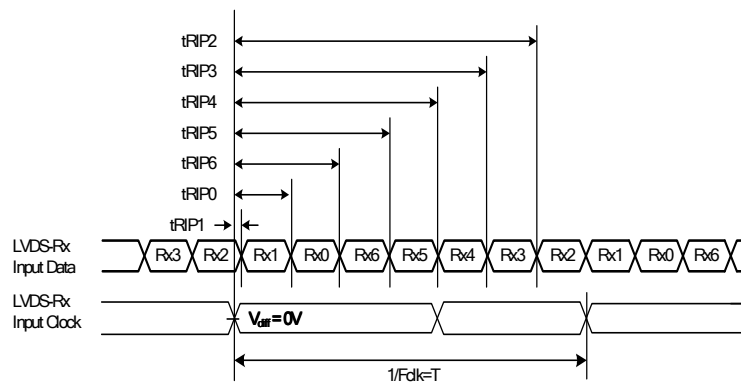 tRIP2
tRIP3
tRIP4
tRIP5
tRIP6
tRIP0
tRIP1
LVDS-Rx
Input Data
Rx3 Rx2 Rx1 Rx0 Rx6 Rx5 Rx4 Rx3 Rx2 Rx1 Rx0 Rx6
LVDS-Rx
Input Clock
Vdiff = 0V
1/Fclk=T